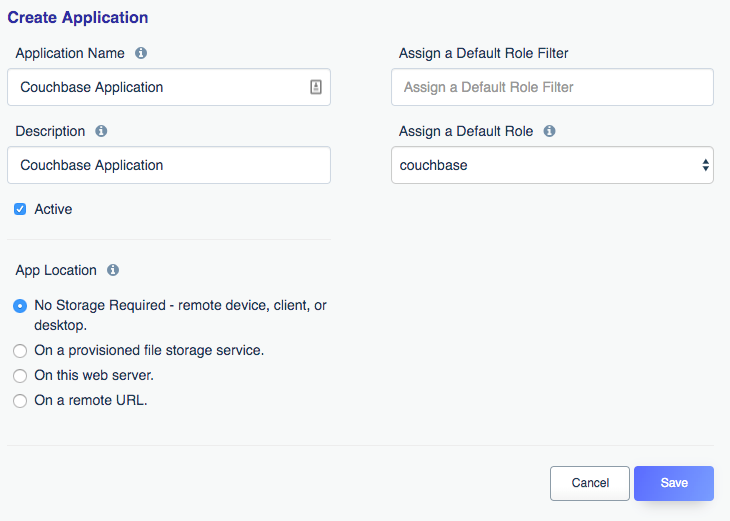 Create Application
Application Name
Couchbase Application
Description
Couchbase Application
Active
App Location
No Storage Required - remote device, client, or
desktop.
On a provisioned file storage service.
On this web server.
On a remote URL.
Assign a Default Role Filter
Assign a Default Role Filter
Assign a Default Role
couchbase
Cancel
Save